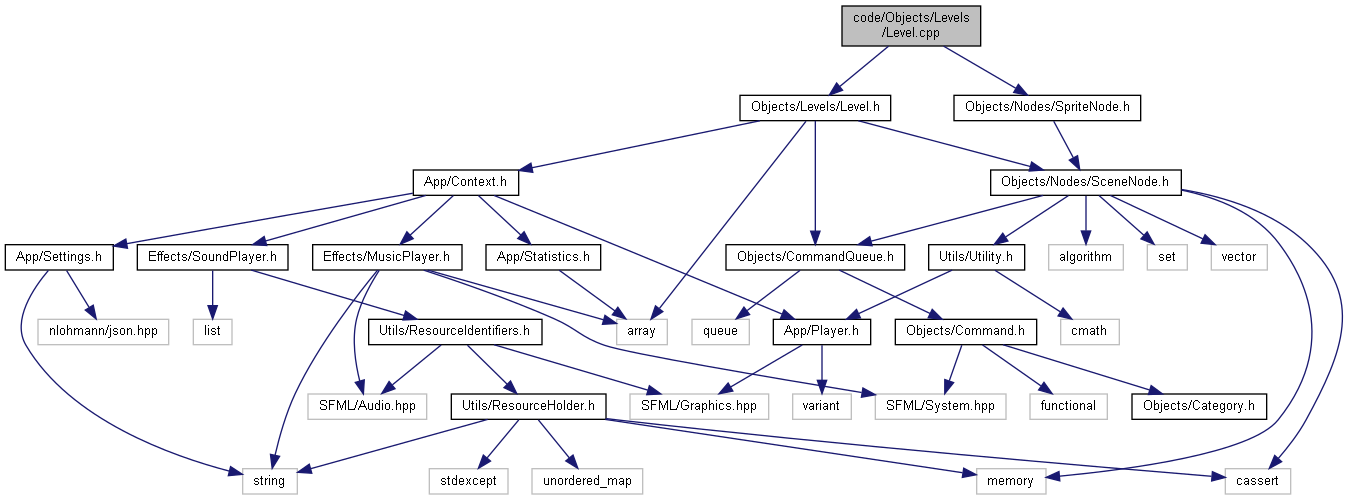 code/Objects/Levels
/Level.cpp
Objects/Levels/Level.h
Objects/Nodes/SpriteNode.h
App/Context.h
Objects/Nodes/SceneNode.h
App/Settings.h
Effects/SoundPlayer.h
Effects/MusicPlayer.h
App/Statistics.h
Objects/CommandQueue.h
Utils/Utility.h
algorithm
set
vector
nlohmann/json.hpp
list
Utils/ResourceIdentifiers.h
array
queue
App/Player.h
Objects/Command.h
cmath
SFML/Audio.hpp
SFML/Graphics.hpp
variant
SFML/System.hpp
functional
Objects/Category.h
Utils/ResourceHolder.h
string
stdexcept
unordered_map
memory
cassert